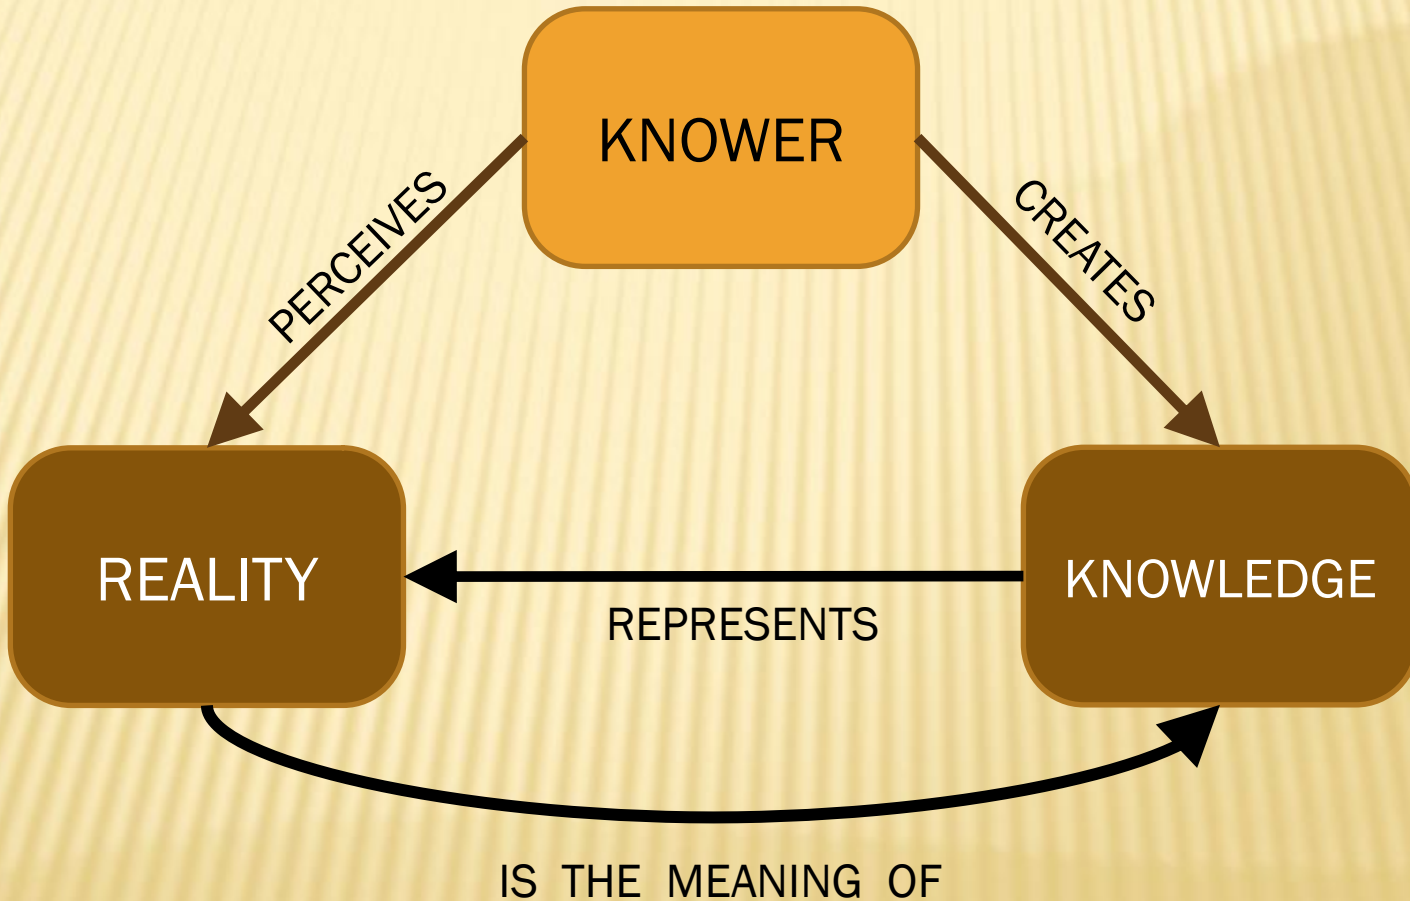 KNOWER
PERCEIVES
CREATES
REALITY
KNOWLEDGE
REPRESENTS
IS THE MEANING OF